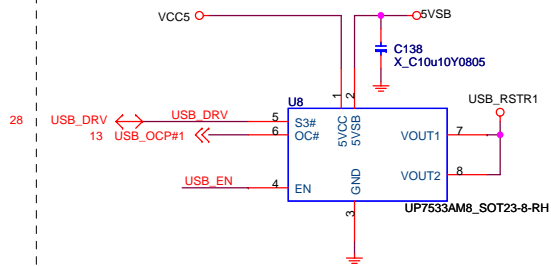 VCC5
5VSB
C138
X_C10u10Y0805
USB_RSTR1
U8
1
2
28
USB_DRV
USB_DRV
5
S3#
5VCC
5VSB
VOUT1
7
13
USB_OCP#1
6
OC#
USB_EN
4
EN
GND
VOUT2
8
3
UP7533AM8_SOT23-8-RH